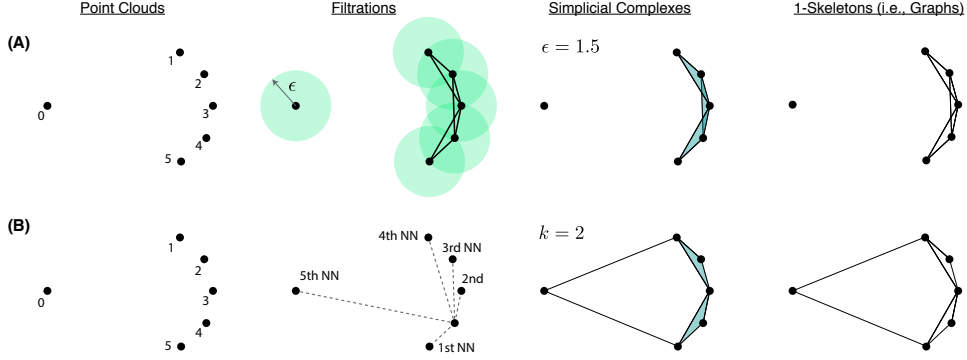 Point Clouds
Filtrations
Simplicial Complexes
1-Skeletons (i.e., Graphs)
(A)
1
2
0
3
4
5
ϵ
ϵ = 1.5
(B)
1
2
0
3
4
5
4th NN
3rd NN
5th NN
2nd
1st NN
k = 2